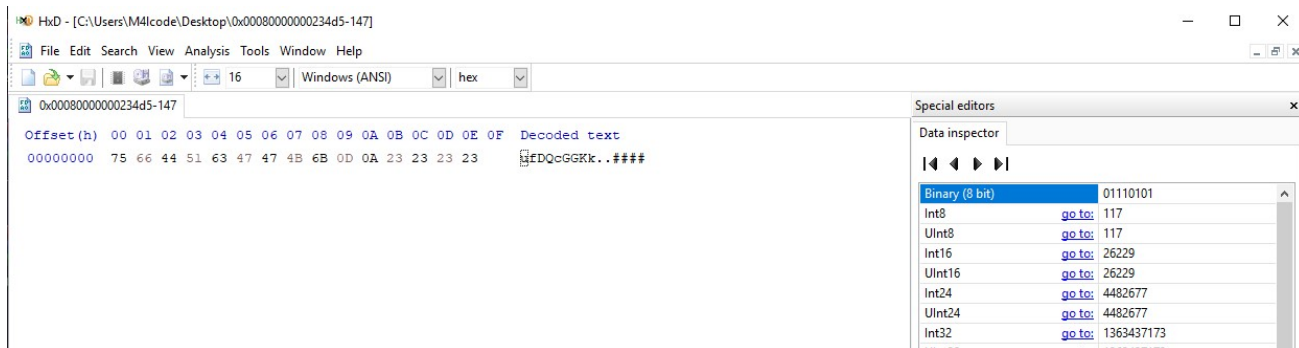 HxD - [C:\Users\M4lcode\Desktop\0x00080000000234d5-147]
File Edit Search View Analysis Tools Window Help
16 Windows (ANSI) hex
0x00080000000234d5-147
Special editors
Data inspector
Offset(h) 00 01 02 03 04 05 06 07 08 09 0A 0B 0C 0D 0E 0F Decoded text
00000000 75 66 44 51 63 47 47 4B 6B 0D 0A 23 23 23 23 ufDQcGGKk..####
Binary (8 bit) 01110101
Int8 go to: 117
UInt8 go to: 117
Int16 go to: 26229
UInt16 go to: 26229
Int24 go to: 4482677
UInt24 go to: 4482677
Int32 go to: 1363437173